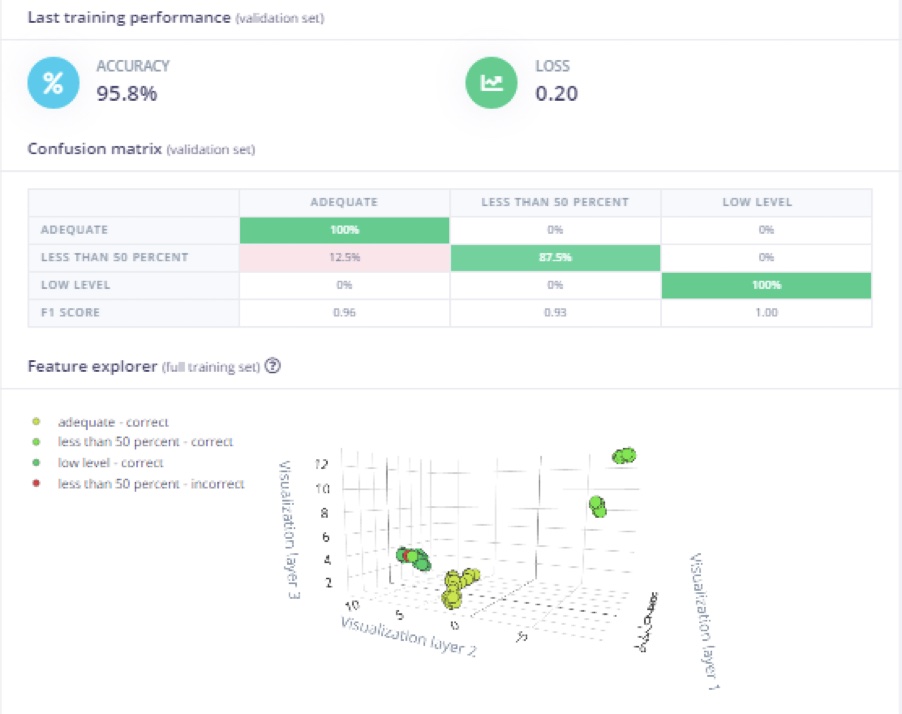 Last training performance (validation set)
% ACCURACY 95.8%
LOSS 0.20
Confusion matrix (validation set)
ADEQUATE LESS THAN 50 PERCENT LOW LEVEL
ADEQUATE 100% 0% 0%
LESS THAN 50 PERCENT 12.5% 87.5% 0%
LOW LEVEL 0% 0% 100%
F1 SCORE 0.96 0.93 1.00
Feature explorer (full training set) ?
adequate - correct
less than 50 percent - correct
low level - correct
less than 50 percent - incorrect
Visualization layer 3
12
10
8
6
4
2
10 5 0
Visualization layer 2
Visualization layer 1